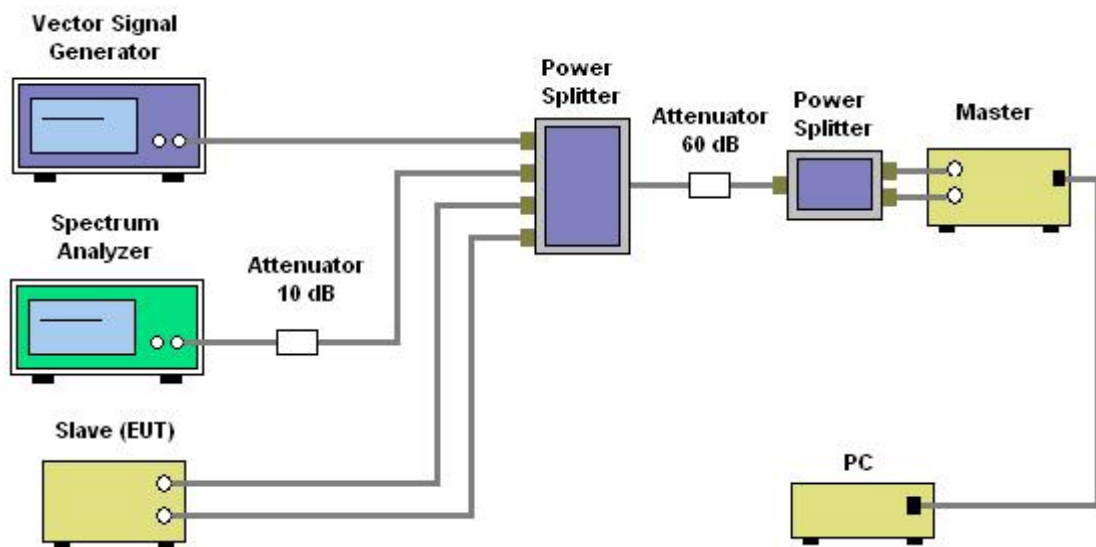 Vector Signal
Generator
Power
Splitter
Attenuator
60 dB
Power
Splitter
Master
Spectrum
Analyzer
Attenuator
10 dB
Slave (EUT)
PC